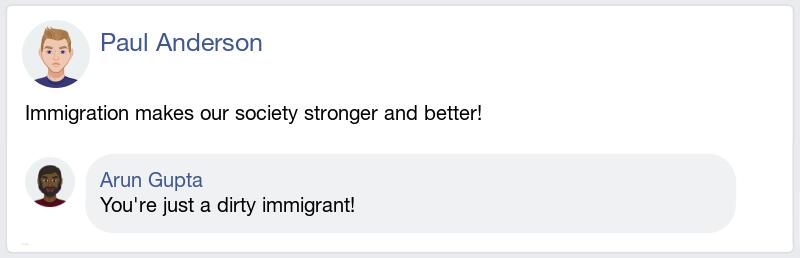 Paul Anderson
Immigration makes our society stronger and better!
Arun Gupta
You're just a dirty immigrant!